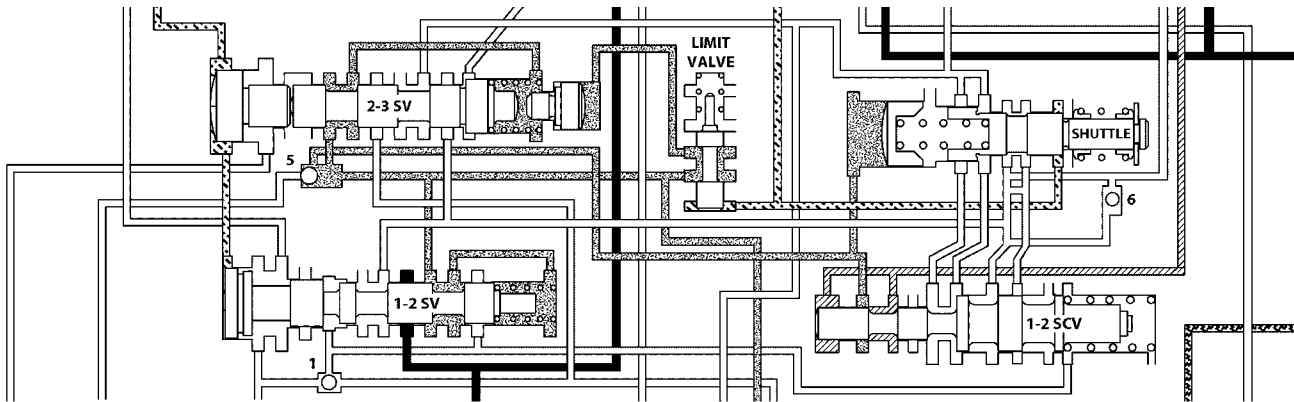 LIMIT
VALVE
2-3 SV
SHUTTLE
5
6
1-2 SV
1-2 SCV
1